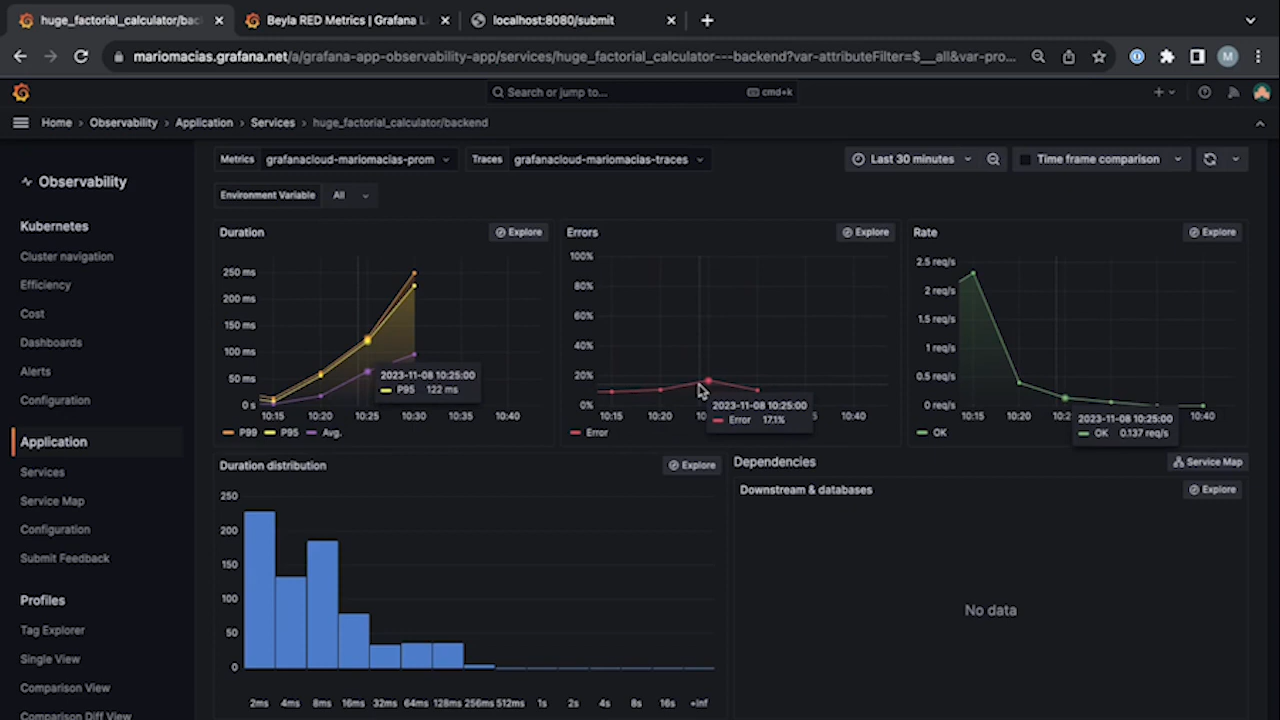 huge_factorial_calculator/bac
Beyla RED Metrics | Grafana L
localhost:8080/submit
mariomacias.grafana.net/a/grafana-app-observability-app/services/huge_factorial_calculator---backend?var-attributeFilter=$__all&var-pro...
M
Search or jump to...
cmd+k
Home › Observability › Application › Services › huge_factorial_calculator/backend
Metrics grafanacloud-mariomacias-prom
Traces grafanacloud-mariomacias-traces
Last 30 minutes
Time frame comparison
Environment Variable All
Observability
Kubernetes
Cluster navigation
Efficiency
Cost
Dashboards
Alerts
Configuration
Application
Services
Service Map
Configuration
Submit Feedback
Profiles
Tag Explorer
Single View
Comparison View
Comparison Diff View
Duration
Explore
250 ms
200 ms
150 ms
100 ms
50 ms
0 s
10:15 10:20 10:25 10:30 10:35 10:40
2023-11-08 10:25:00
P95 122 ms
P99 P95 Avg.
Errors
Explore
100%
80%
60%
40%
20%
0%
10:15 10:20 10:40
2023-11-08 10:25:00
Error 17.1%
Error
Rate
Explore
2.5 req/s
2 req/s
1.5 req/s
1 req/s
0.5 req/s
0 req/s
10:15 10:20 10:25 10:30 10:35 10:40
2023-11-08 10:25:00
OK 0.137 req/s
OK
Duration distribution
Explore
250
200
150
100
50
0
2ms 4ms 8ms 16ms 32ms 64ms 128ms 256ms 512ms 1s 2s 4s 8s 16s +Inf
Dependencies
Service Map
Downstream & databases
Explore
No data